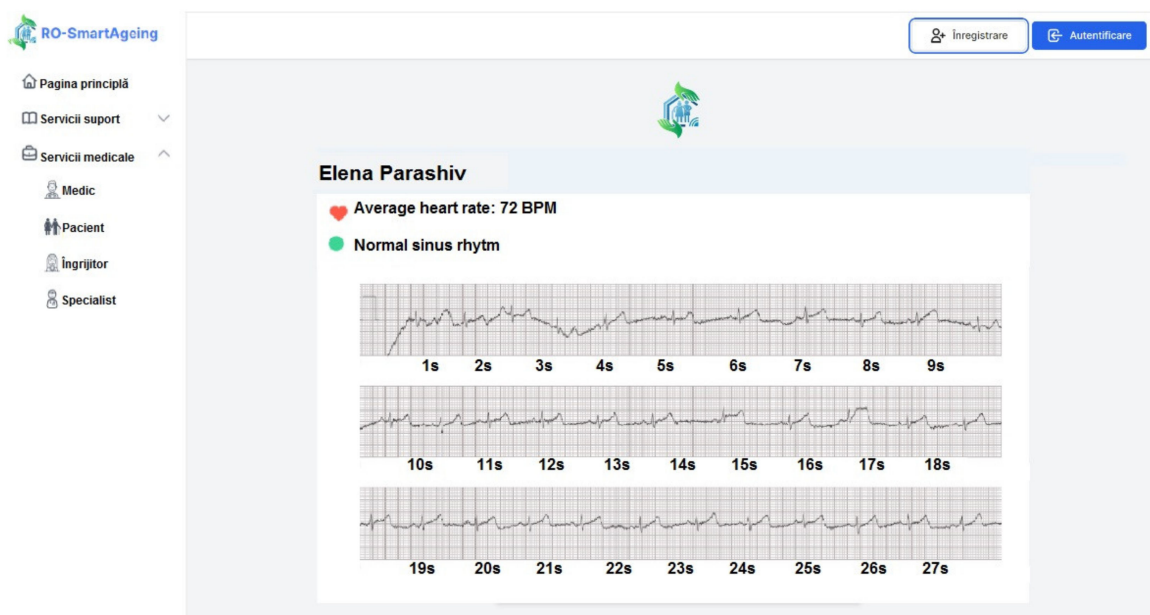 RO-SmartAgeing
Înregistrare
Autentificare
Pagina principlă
Servicii suport
Servicii medicale
Medic
Pacient
Îngrijitor
Specialist
Elena Parashiv
Average heart rate: 72 BPM
Normal sinus rhytm
1s 2s 3s 4s 5s 6s 7s 8s 9s
10s 11s 12s 13s 14s 15s 16s 17s 18s
19s 20s 21s 22s 23s 24s 25s 26s 27s